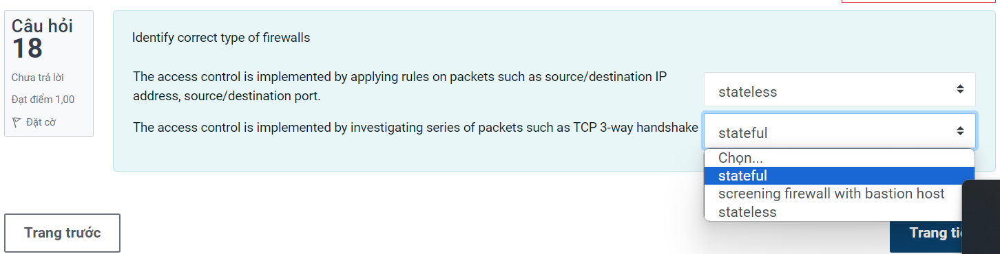 Câu hỏi
18
Chưa trả lời
Đạt điểm 1,00
Đặt cờ
Identify correct type of firewalls
The access control is implemented by applying rules on packets such as source/destination IP
address, source/destination port.
stateless
The access control is implemented by investigating series of packets such as TCP 3-way handshake
stateful
Chọn...
stateful
screening firewall with bastion host
stateless
Trang trước
Trang